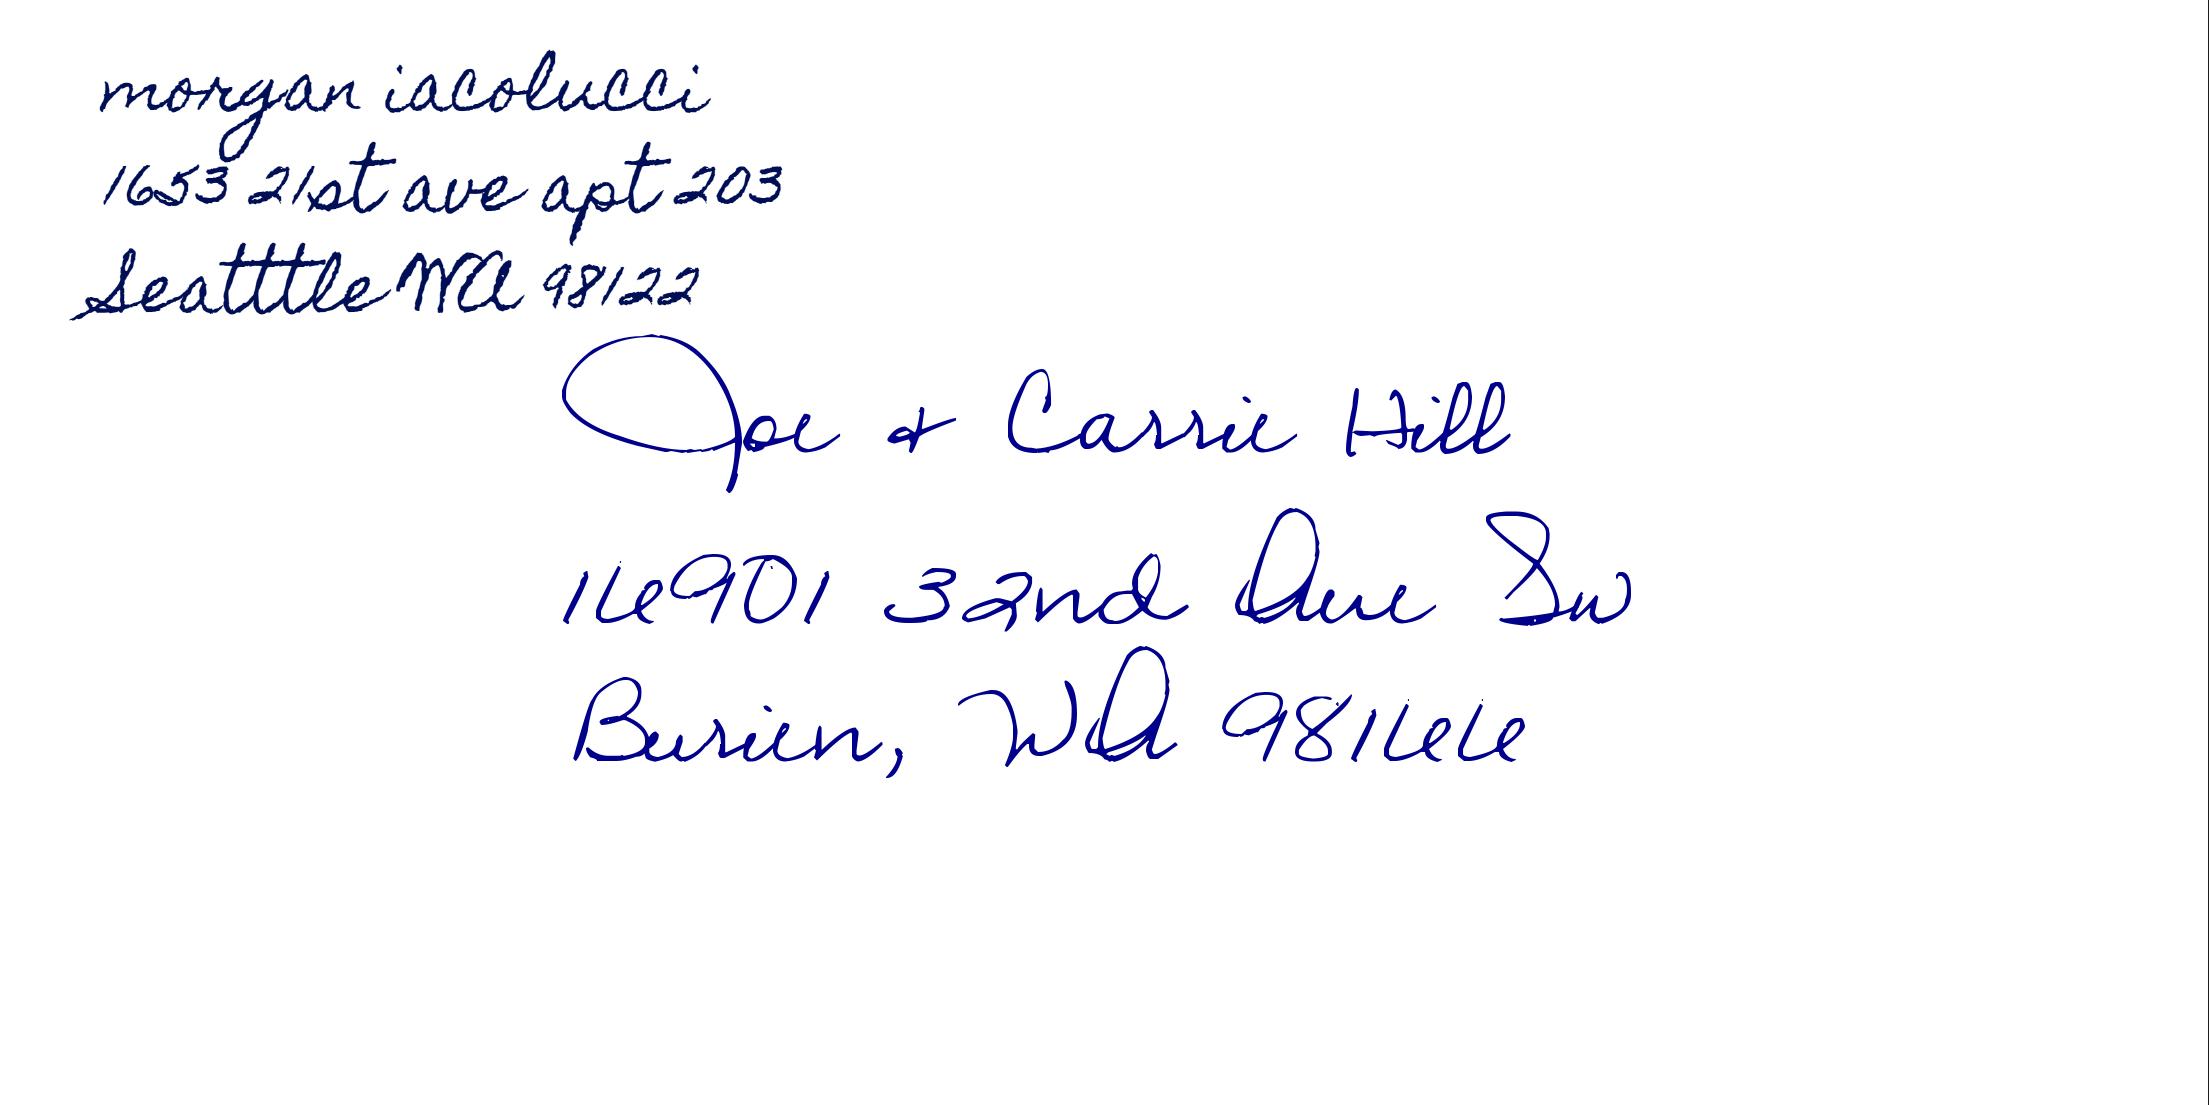 morgan iacolucci
1653 21st ave apt 203
Seatttle WA 98122
Joe & Carrie Hill
16901 32nd Ave Sw
Burien, WA 98166